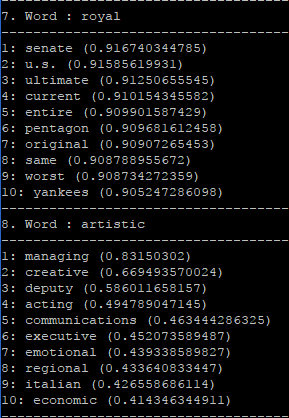 ------------------------------------
7. Word : royal
------------------------------------
1: senate (0.916740344785)
2: u.s. (0.91585619931)
3: ultimate (0.91250655545)
4: current (0.910154345582)
5: entire (0.909901587429)
6: pentagon (0.909681612458)
7: original (0.90907265453)
8: same (0.908788955672)
9: worst (0.908734272359)
10: yankees (0.905247286098)
------------------------------------
8. Word : artistic
------------------------------------
1: managing (0.83150302)
2: creative (0.669493570024)
3: deputy (0.586011658157)
4: acting (0.494789047145)
5: communications (0.463444286325)
6: executive (0.452073589487)
7: emotional (0.439338589827)
8: regional (0.433640833447)
9: italian (0.426558686114)
10: economic (0.414346344911)
------------------------------------